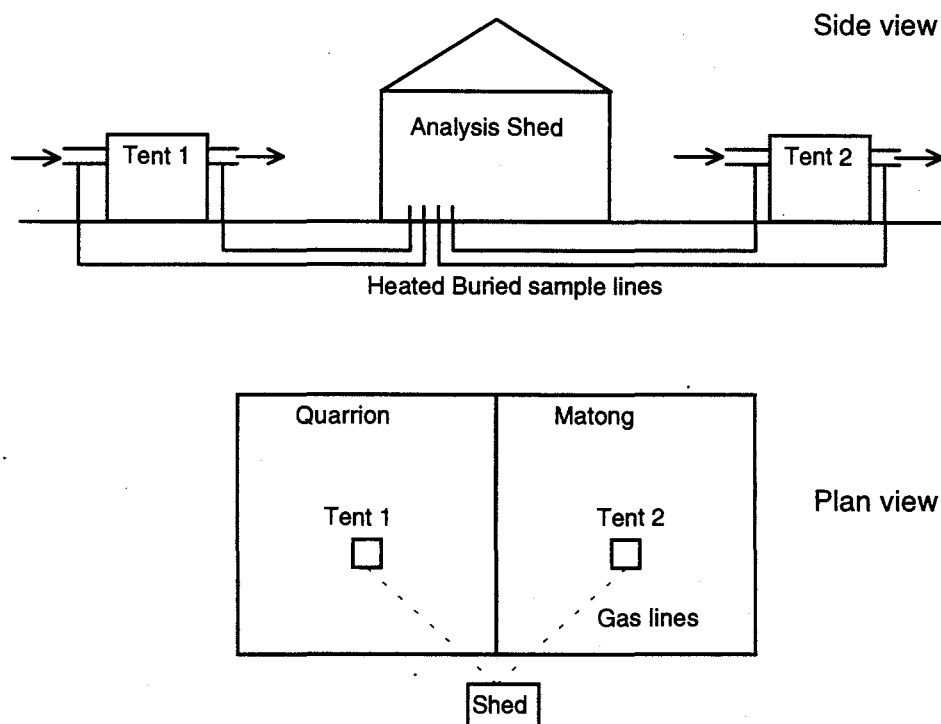 Side view
Analysis Shed
Tent 1
Tent 2
Heated Buried sample lines
Quarrion
Matong
Plan view
Tent 1
Tent 2
Gas lines
Shed